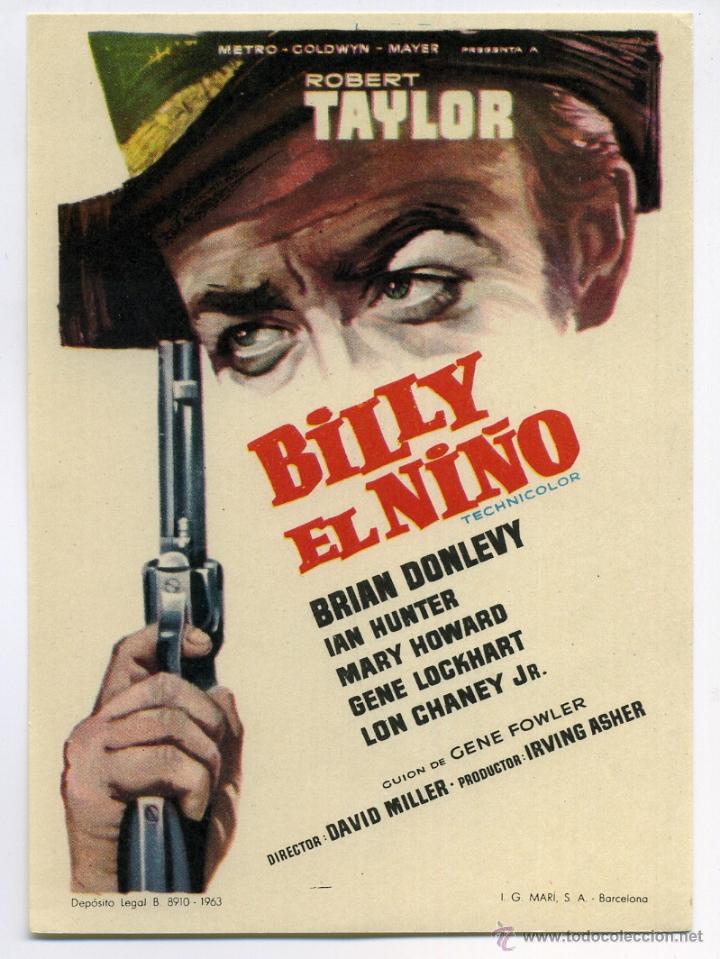 METRO - GOLDWYN - MAYER PRESENTA A
ROBERT
TAYLOR
BILLY
EL NIÑO
TECHNICOLOR
BRIAN DONLEVY
IAN HUNTER
MARY HOWARD
GENE LOCKHART
LON CHANEY JR.
GUION DE GENE FOWLER
DIRECTOR: DAVID MILLER - PRODUCTOR: IRVING ASHER
Depósito Legal B. 8910 - 1963
I. G. MARI, S. A. - Barcelona
© www.todocoleccion.net